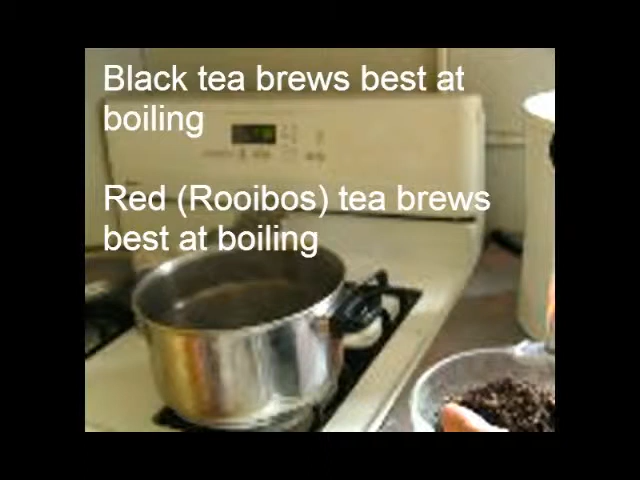 Black tea brews best at
boiling
Red (Rooibos) tea brews
best at boiling